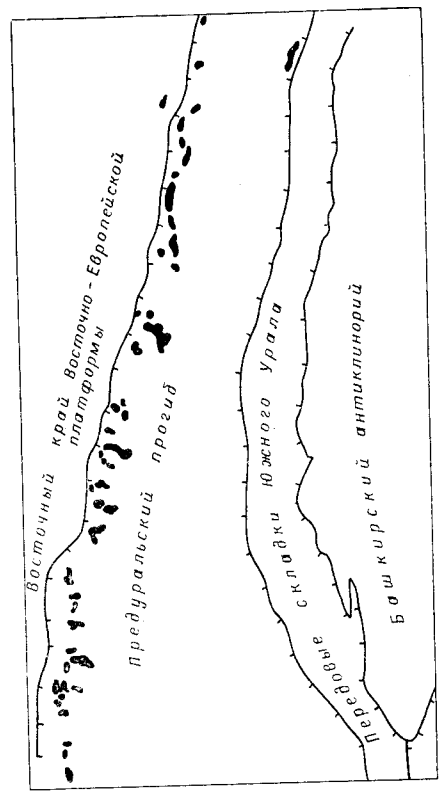 Восточный край Восточно-Европейской
платформы
Предуральский прогиб
Передовые складки Южного Урала
Башкирский антиклинорий